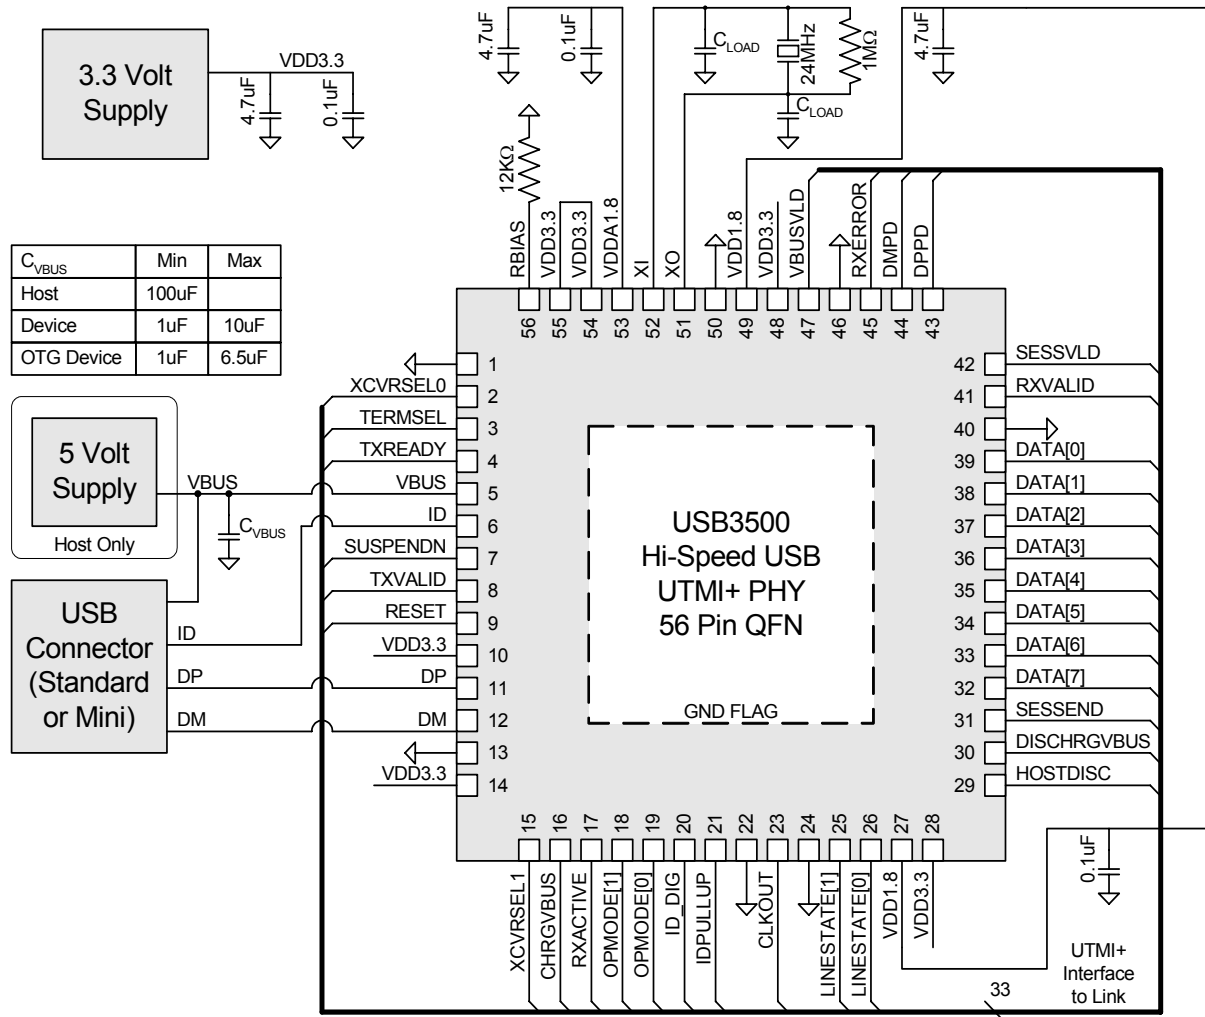 3.3 Volt
Supply
VDD3.3
4.7uF
0.1uF
4.7uF
0.1uF
C_LOAD
24MHz
1MΩ
C_LOAD
4.7uF
12KΩ
RBIAS
VDD3.3
VDD3.3
VDDA1.8
XI
XO
VDD1.8
VDD3.3
VBUSVLD
RXERROR
DMPD
DPPD
56
55
54
53
52
51
50
49
48
47
46
45
44
43
C_VBUS Min Max
Host 100uF
Device 1uF 10uF
OTG Device 1uF 6.5uF
5 Volt
Supply
Host Only
VBUS
C_VBUS
USB
Connector
(Standard
or Mini)
ID
DP
DM
1
XCVRSEL0 2
TERMSEL 3
TXREADY 4
VBUS 5
ID 6
SUSPENDN 7
TXVALID 8
RESET 9
VDD3.3 10
DP 11
DM 12
13
VDD3.3 14
USB3500
Hi-Speed USB
UTMI+ PHY
56 Pin QFN
GND FLAG
42 SESSVLD
41 RXVALID
40
39 DATA[0]
38 DATA[1]
37 DATA[2]
36 DATA[3]
35 DATA[4]
34 DATA[5]
33 DATA[6]
32 DATA[7]
31 SESSEND
30 DISCHRGVBUS
29 HOSTDISC
15
16
17
18
19
20
21
22
23
24
25
26
27
28
XCVRSEL1
CHRGVBUS
RXACTIVE
OPMODE[1]
OPMODE[0]
ID_DIG
IDPULLUP
CLKOUT
LINESTATE[1]
LINESTATE[0]
VDD1.8
VDD3.3
0.1uF
33
UTMI+
Interface
to Link